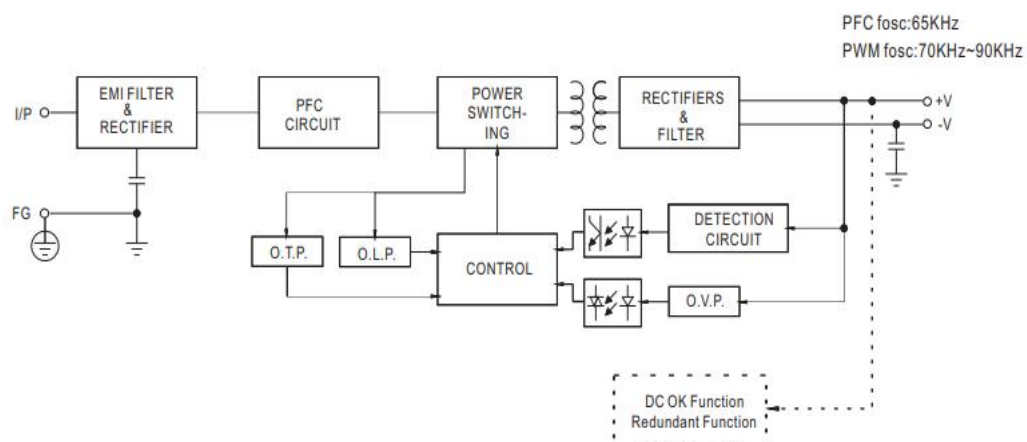 PFC fosc:65KHz
PWM fosc:70KHz~90KHz
I/P
EMI FILTER
&
RECTIFIER
PFC
CIRCUIT
POWER
SWITCH-
ING
RECTIFIERS
&
FILTER
+V
-V
FG
O.T.P.
O.L.P.
CONTROL
DETECTION
CIRCUIT
O.V.P.
DC OK Function
Redundant Function